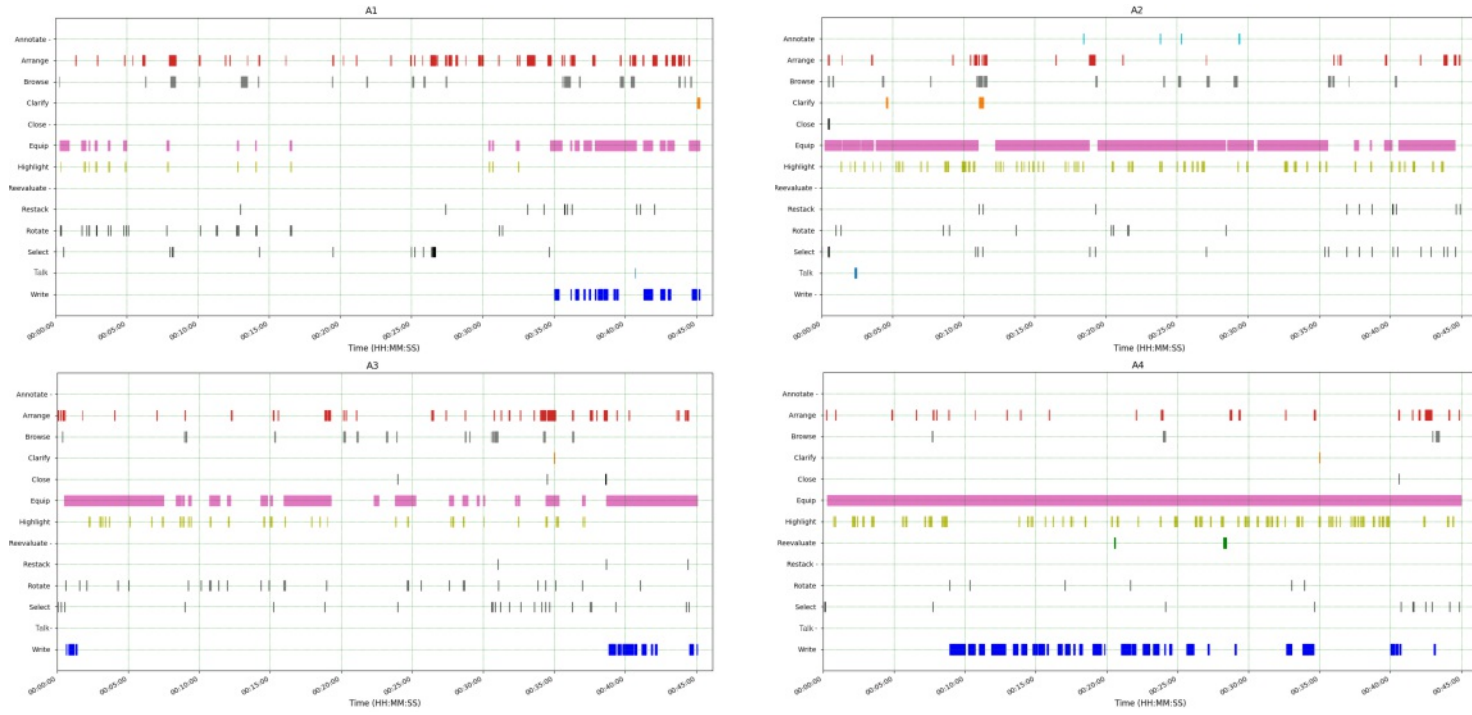 A1
Annotate -
Arrange
Browse
Clarify
Close -
Equip
Highlight
Reevaluate -
Restack
Rotate
Select
Talk
Write
00:00:00
00:05:00
00:10:00
00:15:00
00:20:00
00:25:00
00:30:00
00:35:00
00:40:00
00:45:00
Time (HH:MM:SS)
A2
Annotate
Arrange
Browse
Clarify
Close
Equip
Highlight
Reevaluate -
Restack
Rotate
Select
Talk
Write -
00:00:00
00:05:00
00:10:00
00:15:00
00:20:00
00:25:00
00:30:00
00:35:00
00:40:00
00:45:00
Time (HH:MM:SS)
A3
Annotate -
Arrange
Browse
Clarify
Close
Equip
Highlight
Reevaluate -
Restack
Rotate
Select
Talk -
Write
00:00:00
00:05:00
00:10:00
00:15:00
00:20:00
00:25:00
00:30:00
00:35:00
00:40:00
00:45:00
Time (HH:MM:SS)
A4
Annotate -
Arrange
Browse
Clarify
Close
Equip
Highlight
Reevaluate
Restack -
Rotate
Select
Talk -
Write
00:00:00
00:05:00
00:10:00
00:15:00
00:20:00
00:25:00
00:30:00
00:35:00
00:40:00
00:45:00
Time (HH:MM:SS)